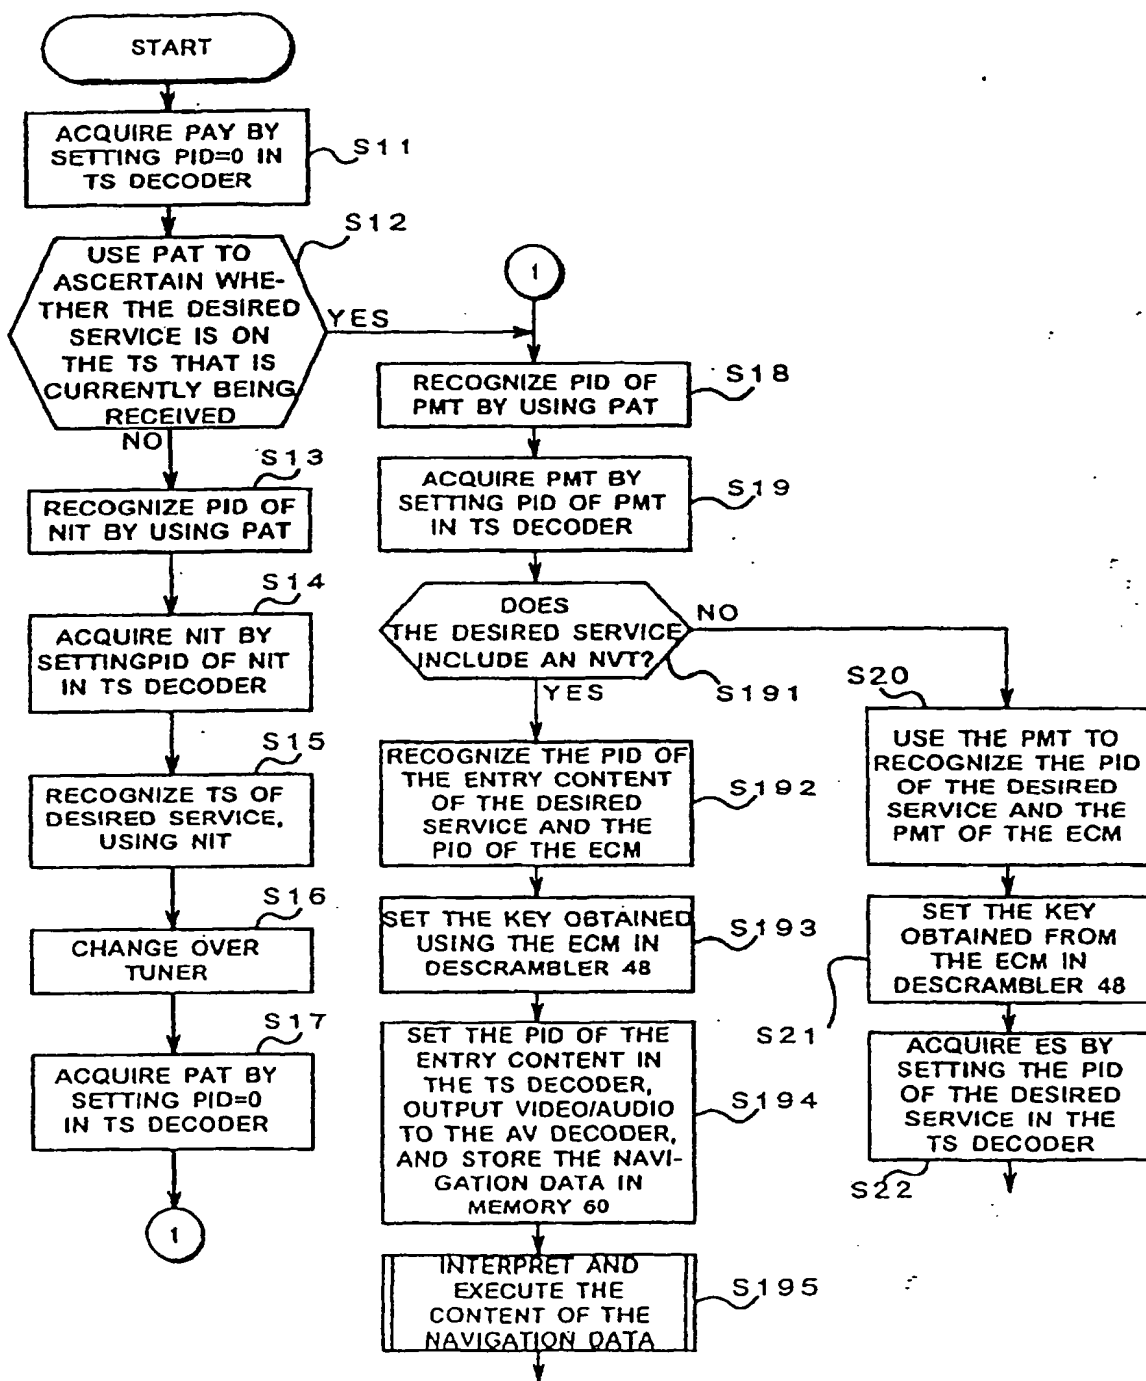 START
ACQUIRE PAY BY
SETTING PID=0 IN
TS DECODER
S11
S12
USE PAT TO
ASCERTAIN WHE-
THER THE DESIRED
SERVICE IS ON
THE TS THAT IS
CURRENTLY BEING
RECEIVED
YES
NO
S13
RECOGNIZE PID OF
NIT BY USING PAT
S14
ACQUIRE NIT BY
SETTINGPID OF NIT
IN TS DECODER
S15
RECOGNIZE TS OF
DESIRED SERVICE,
USING NIT
S16
CHANGE OVER
TUNER
S17
ACQUIRE PAT BY
SETTING PID=0
IN TS DECODER
1
1
S18
RECOGNIZE PID OF
PMT BY USING PAT
S19
ACQUIRE PMT BY
SETTING PID OF PMT
IN TS DECODER
DOES
THE DESIRED SERVICE
INCLUDE AN NVT?
NO
S191
YES
RECOGNIZE THE PID OF
THE ENTRY CONTENT
OF THE DESIRED
SERVICE AND THE
PID OF THE ECM
S192
SET THE KEY OBTAINED
USING THE ECM IN
DESCRAMBLER 48
S193
SET THE PID OF THE
ENTRY CONTENT IN
THE TS DECODER,
OUTPUT VIDEO/AUDIO
TO THE AV DECODER,
AND STORE THE NAVI-
GATION DATA IN
MEMORY 60
S194
INTERPRET AND
EXECUTE THE
CONTENT OF THE
NAVIGATION DATA
S195
S20
USE THE PMT TO
RECOGNIZE THE PID
OF THE DESIRED
SERVICE AND THE
PMT OF THE ECM
SET THE KEY
OBTAINED FROM
THE ECM IN
DESCRAMBLER 48
S21
ACQUIRE ES BY
SETTING THE PID
OF THE DESIRED
SERVICE IN THE
TS DECODER
S22